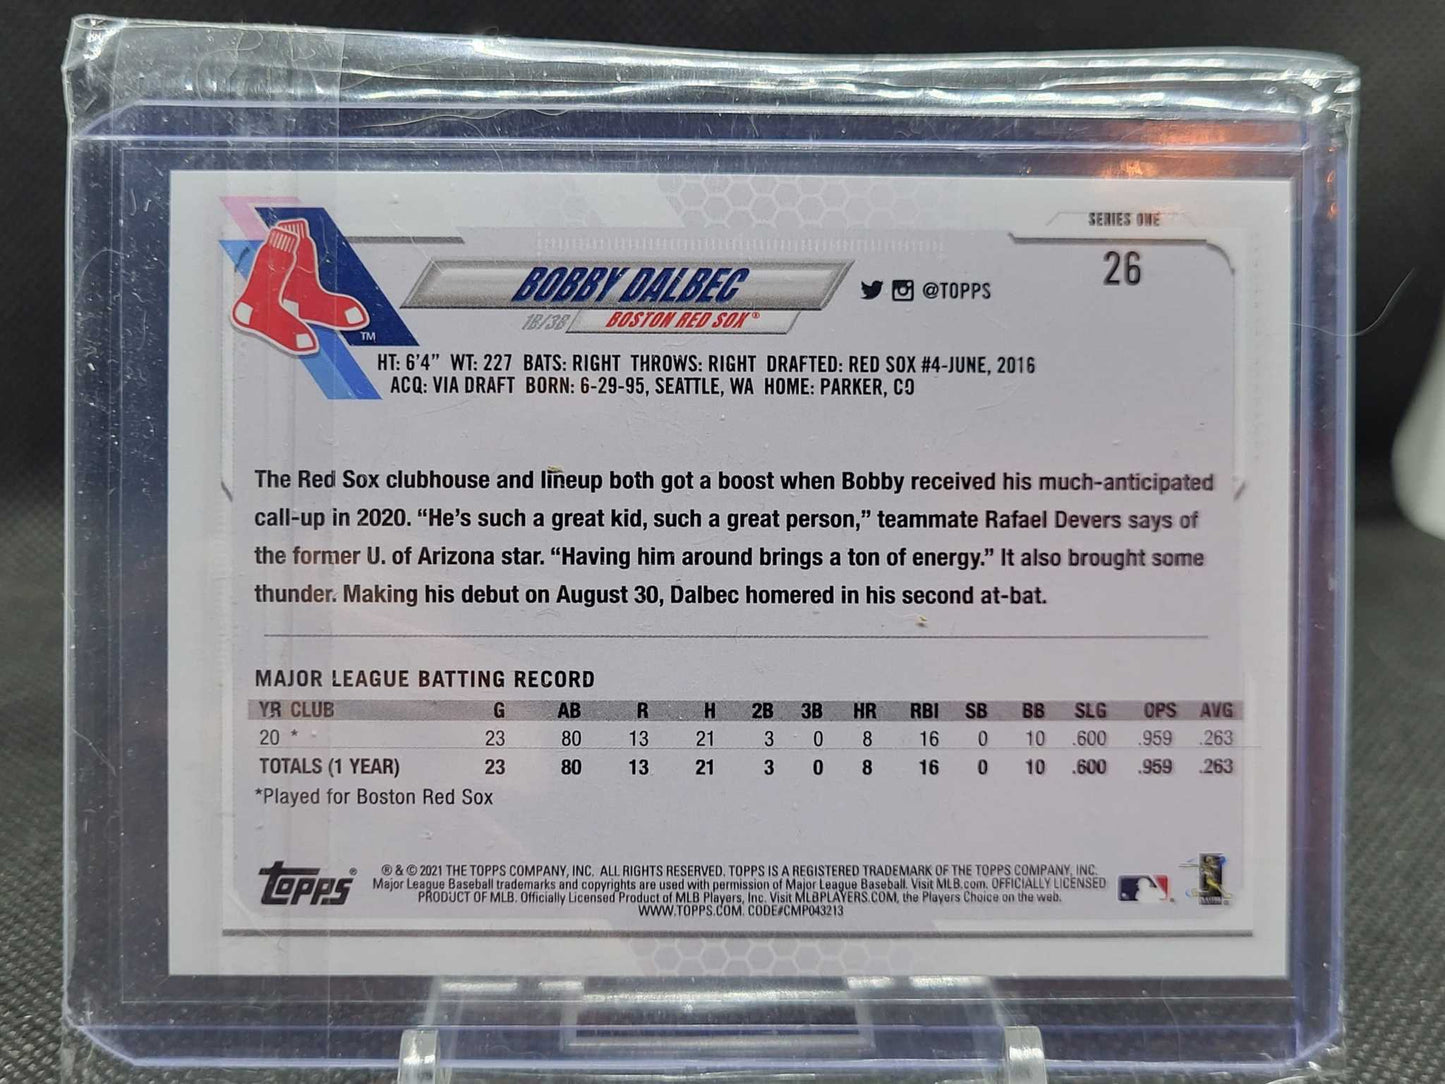 SERIES ONE
26
BOBBY DALBEC
@TOPPS
1B/3B BOSTON RED SOX®
TM
HT: 6'4" WT: 227 BATS: RIGHT THROWS: RIGHT DRAFTED: RED SOX #4-JUNE, 2016
ACQ: VIA DRAFT BORN: 6-29-95, SEATTLE, WA HOME: PARKER, CO
The Red Sox clubhouse and lineup both got a boost when Bobby received his much-anticipated
call-up in 2020. “He’s such a great kid, such a great person,” teammate Rafael Devers says of
the former U. of Arizona star. “Having him around brings a ton of energy.” It also brought some
thunder. Making his debut on August 30, Dalbec homered in his second at-bat.
MAJOR LEAGUE BATTING RECORD
YR CLUB G AB R H 2B 3B HR RBI SB BB SLG OPS AVG
20 * 23 80 13 21 3 0 8 16 0 10 .600 .959 .263
TOTALS (1 YEAR) 23 80 13 21 3 0 8 16 0 10 .600 .959 .263
*Played for Boston Red Sox
topps®
® & © 2021 THE TOPPS COMPANY, INC. ALL RIGHTS RESERVED. TOPPS IS A REGISTERED TRADEMARK OF THE TOPPS COMPANY, INC.
Major League Baseball trademarks and copyrights are used with permission of Major League Baseball. Visit MLB.com. OFFICIALLY LICENSED
PRODUCT OF MLB. Officially Licensed Product of MLB Players, Inc. Visit MLBPLAYERS.COM, the Players Choice on the web.
WWW.TOPPS.COM. CODE#CMP043213